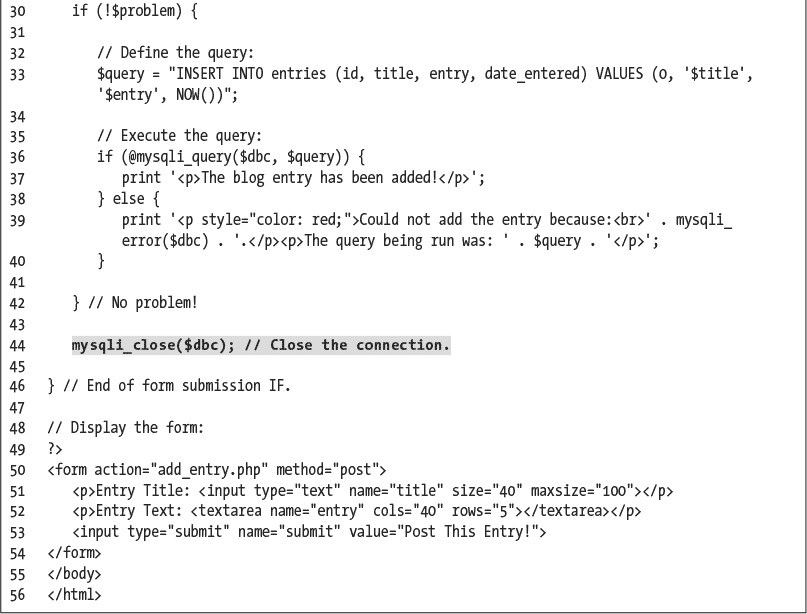 30 if (!$problem) {
31
32 // Define the query:
33 $query = "INSERT INTO entries (id, title, entry, date_entered) VALUES (0, '$title',
'$entry', NOW())";
34
35 // Execute the query:
36 if (@mysqli_query($dbc, $query)) {
37 print '<p>The blog entry has been added!</p>';
38 } else {
39 print '<p style="color: red;">Could not add the entry because:<br>' . mysqli_
error($dbc) . '.</p><p>The query being run was: ' . $query . '</p>';
40 }
41
42 } // No problem!
43
44 mysqli_close($dbc); // Close the connection.
45
46 } // End of form submission IF.
47
48 // Display the form:
49 ?>
50 <form action="add_entry.php" method="post">
51 <p>Entry Title: <input type="text" name="title" size="40" maxsize="100"></p>
52 <p>Entry Text: <textarea name="entry" cols="40" rows="5"></textarea></p>
53 <input type="submit" name="submit" value="Post This Entry!">
54 </form>
55 </body>
56 </html>